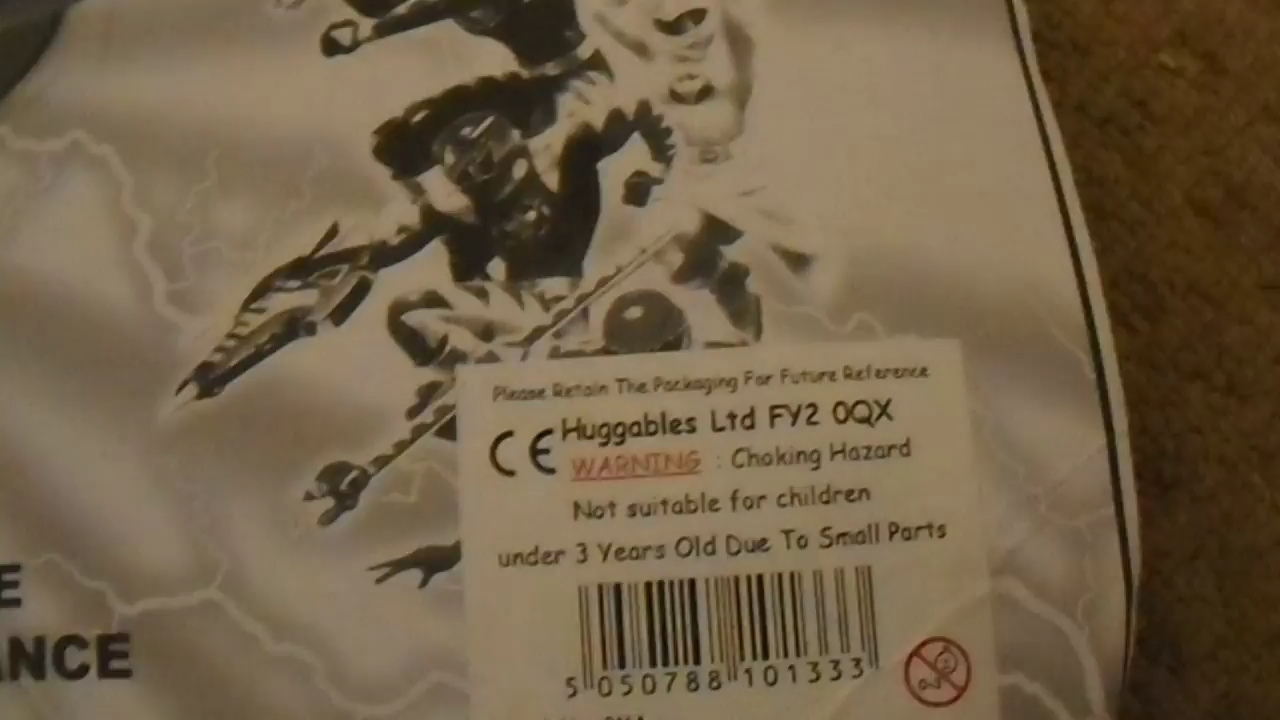 Please Retain The Packaging For Future Reference
CE Huggables Ltd FY2 0QX
WARNING : Choking Hazard
Not suitable for children
under 3 Years Old Due To Small Parts
E
ANCE
5 050788 101333